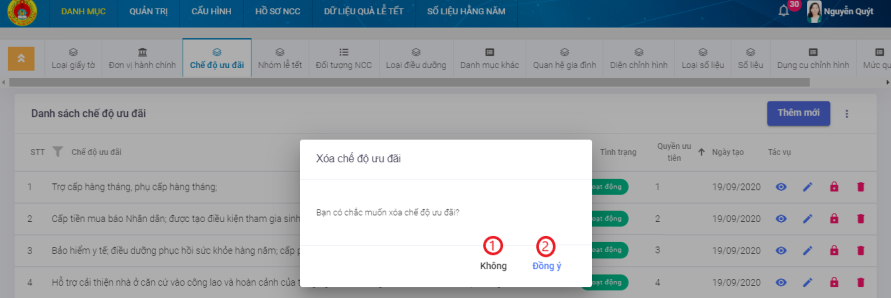 DANH MỤC QUẢN TRỊ CẤU HÌNH HỒ SƠ NCC DỮ LIỆU QUÀ LỄ TẾT SỐ LIỆU HẰNG NĂM 30 Nguyễn Quýt
Loại giấy tờ Đơn vị hành chính Chế độ ưu đãi Nhóm lễ tết Đối tượng NCC Loại điều dưỡng Danh mục khác Quan hệ gia đình Diện chỉnh hình Loại số liệu Số liệu Dụng cụ chỉnh hình Mức qu
Danh sách chế độ ưu đãi Thêm mới
STT Chế độ ưu đãi Tình trạng Quyền ưu tiên Ngày tạo Tác vụ
Xóa chế độ ưu đãi
1 Trợ cấp hàng tháng, phụ cấp hàng tháng; oạt động 1 19/09/2020
2 Cấp tiền mua báo Nhân dân; được tạo điều kiện tham gia sinh oạt động 2 19/09/2020
Bạn có chắc muốn xóa chế độ ưu đãi?
3 Bảo hiểm y tế; điều dưỡng phục hồi sức khỏe hàng năm; cấp oạt động 3 19/09/2020
1 2
Không Đồng ý
4 Hỗ trợ cải thiện nhà ở căn cứ vào công lao và hoàn cảnh của oạt động 4 19/09/2020